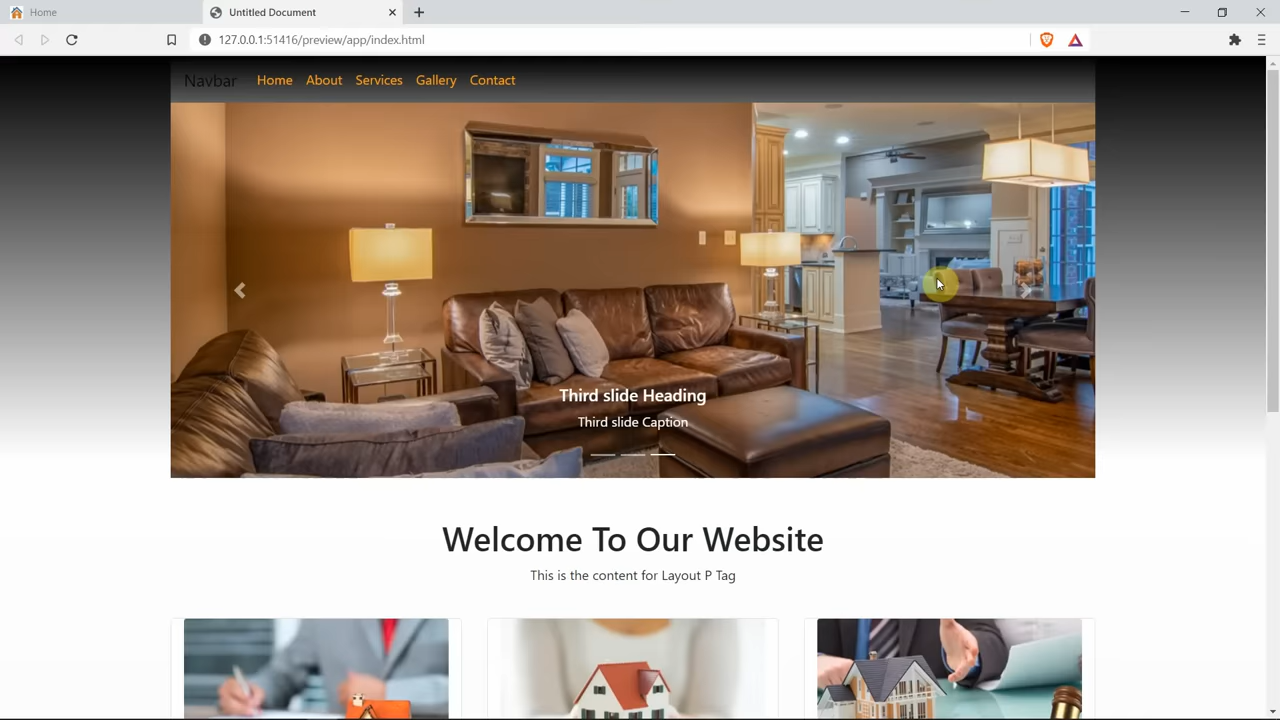 Home
Untitled Document
127.0.0.1:51416/preview/app/index.html
Navbar Home About Services Gallery Contact
Third slide Heading
Third slide Caption
Welcome To Our Website
This is the content for Layout P Tag